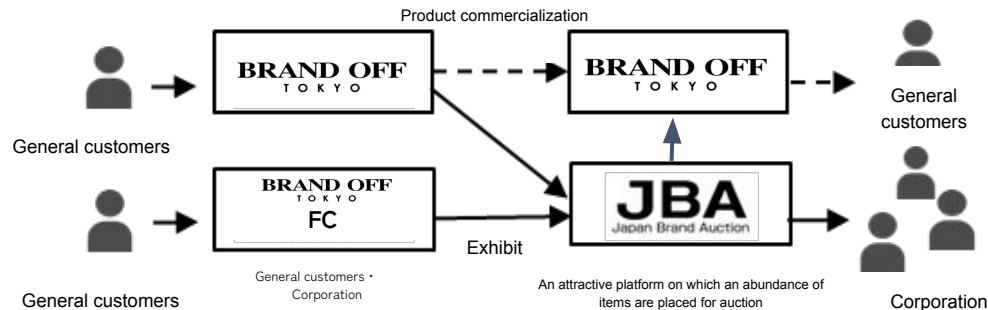 Product commercialization
BRAND OFF
TOKYO
BRAND OFF
TOKYO
General customers
General
customers
BRAND OFF
TOKYO
FC
JBA
Japan Brand Auction
Exhibit
General customers・
Corporation
An attractive platform on which an abundance of
items are placed for auction
General customers
Corporation